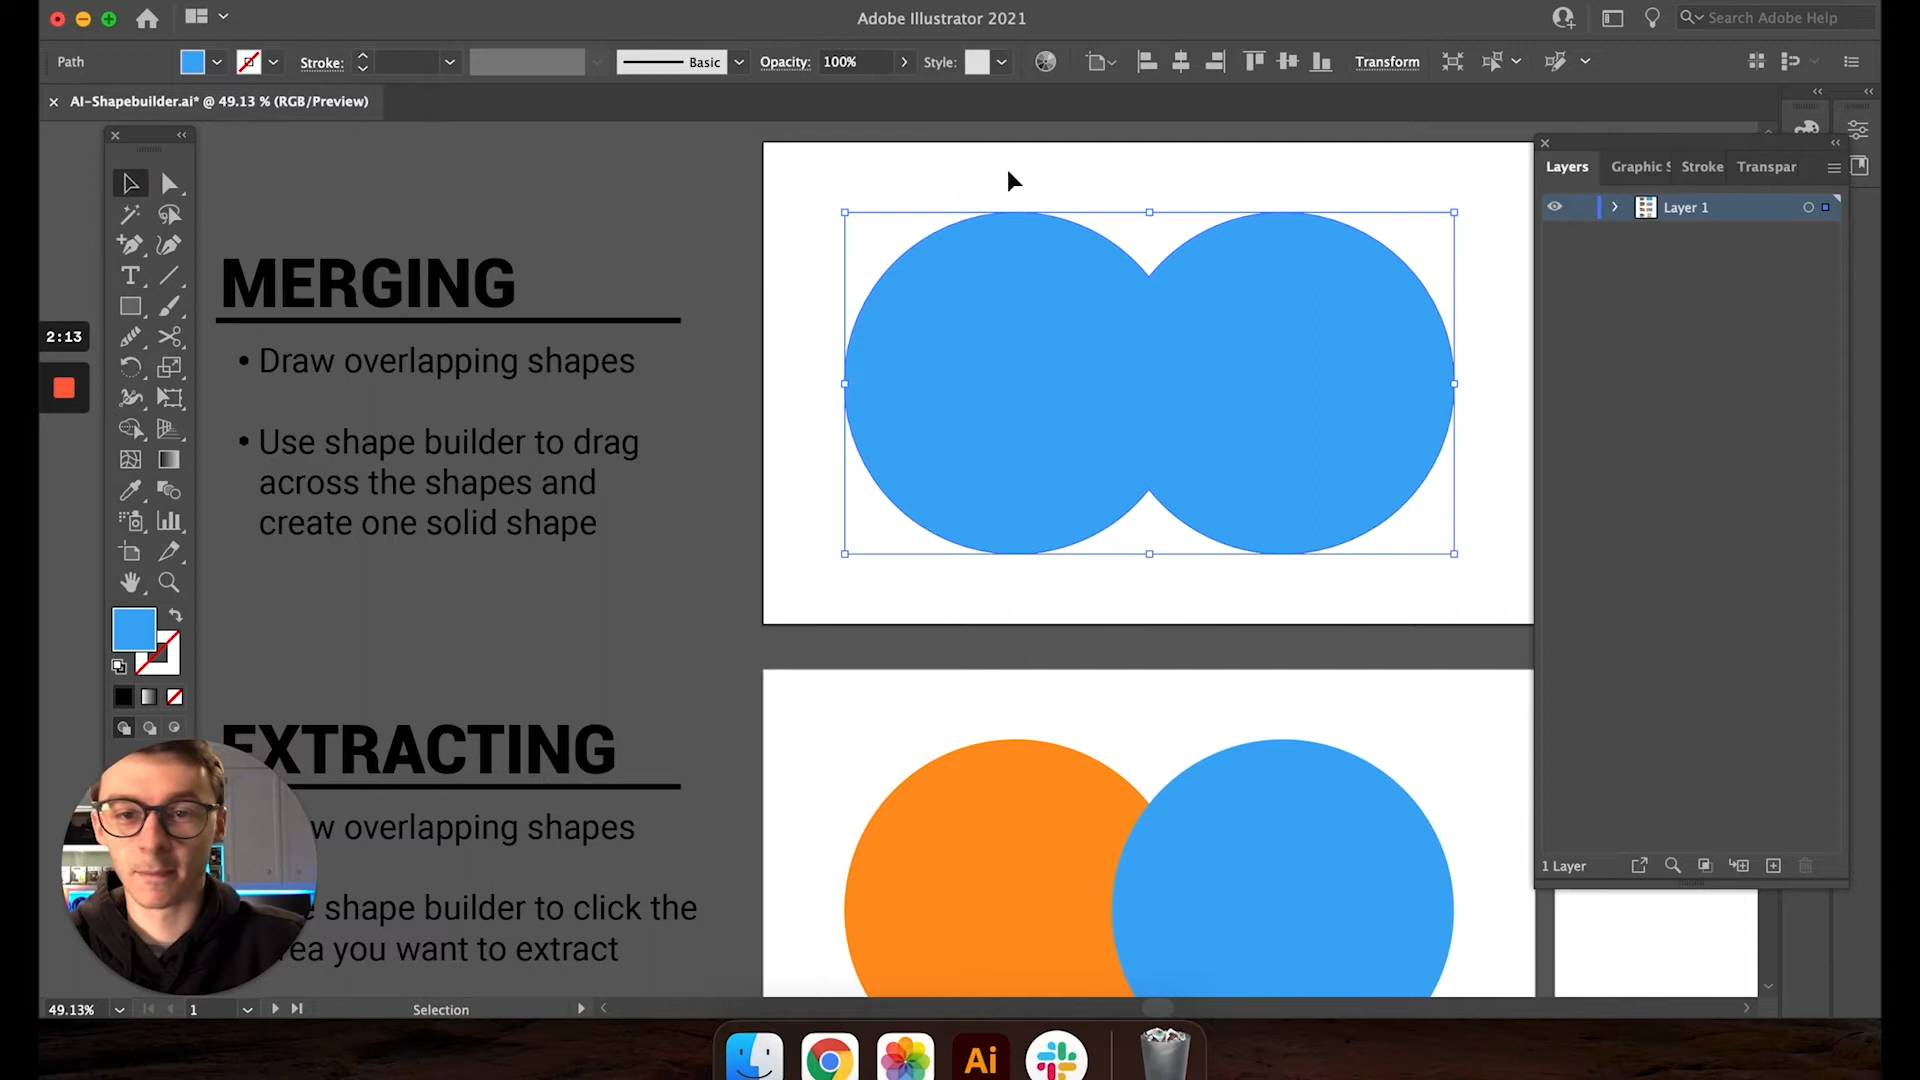 Adobe Illustrator 2021
Search Adobe Help
Path
Stroke:
Basic
Opacity:
100%
Style:
Transform
AI-Shapebuilder.ai* @ 49.13 % (RGB/Preview)
Layers
Graphic S
Stroke
Transpar
Layer 1
MERGING
2:13
• Draw overlapping shapes
• Use shape builder to drag
across the shapes and
create one solid shape
EXTRACTING
w overlapping shapes
shape builder to click the
rea you want to extract
1 Layer
49.13%
1
Selection
Ai